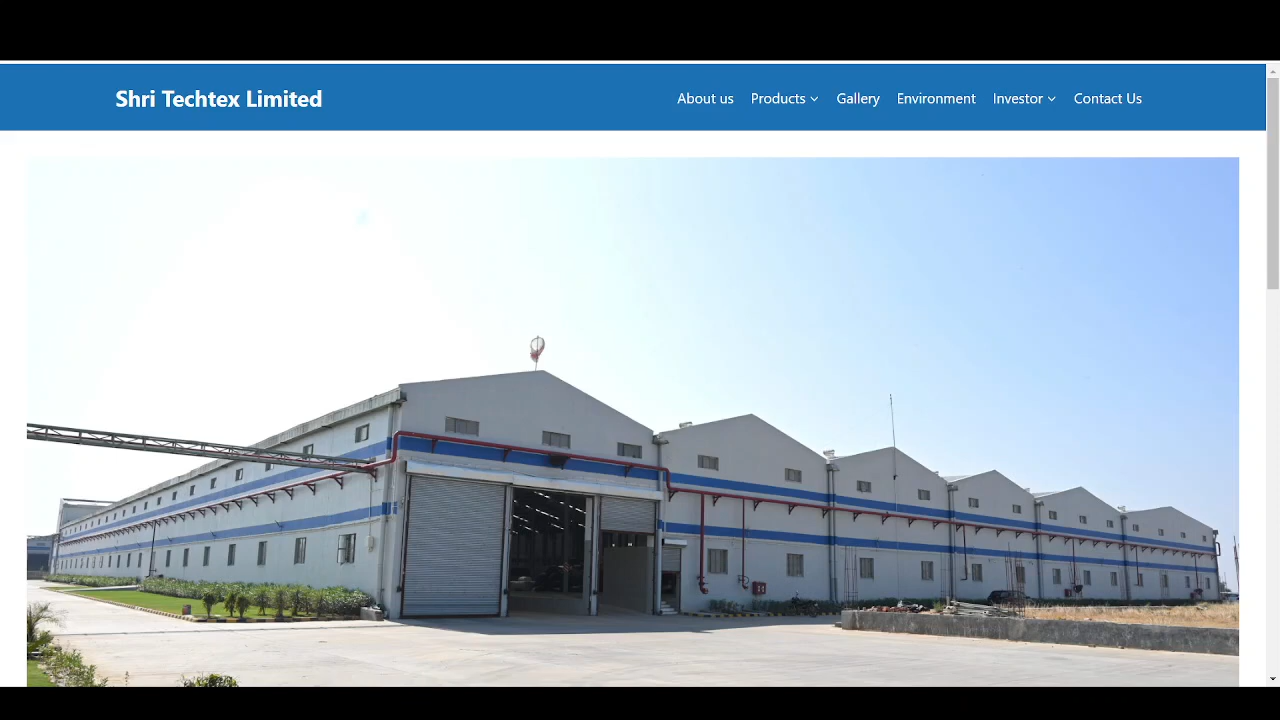 Shri Techtex Limited
About us Products Gallery Environment Investor Contact Us